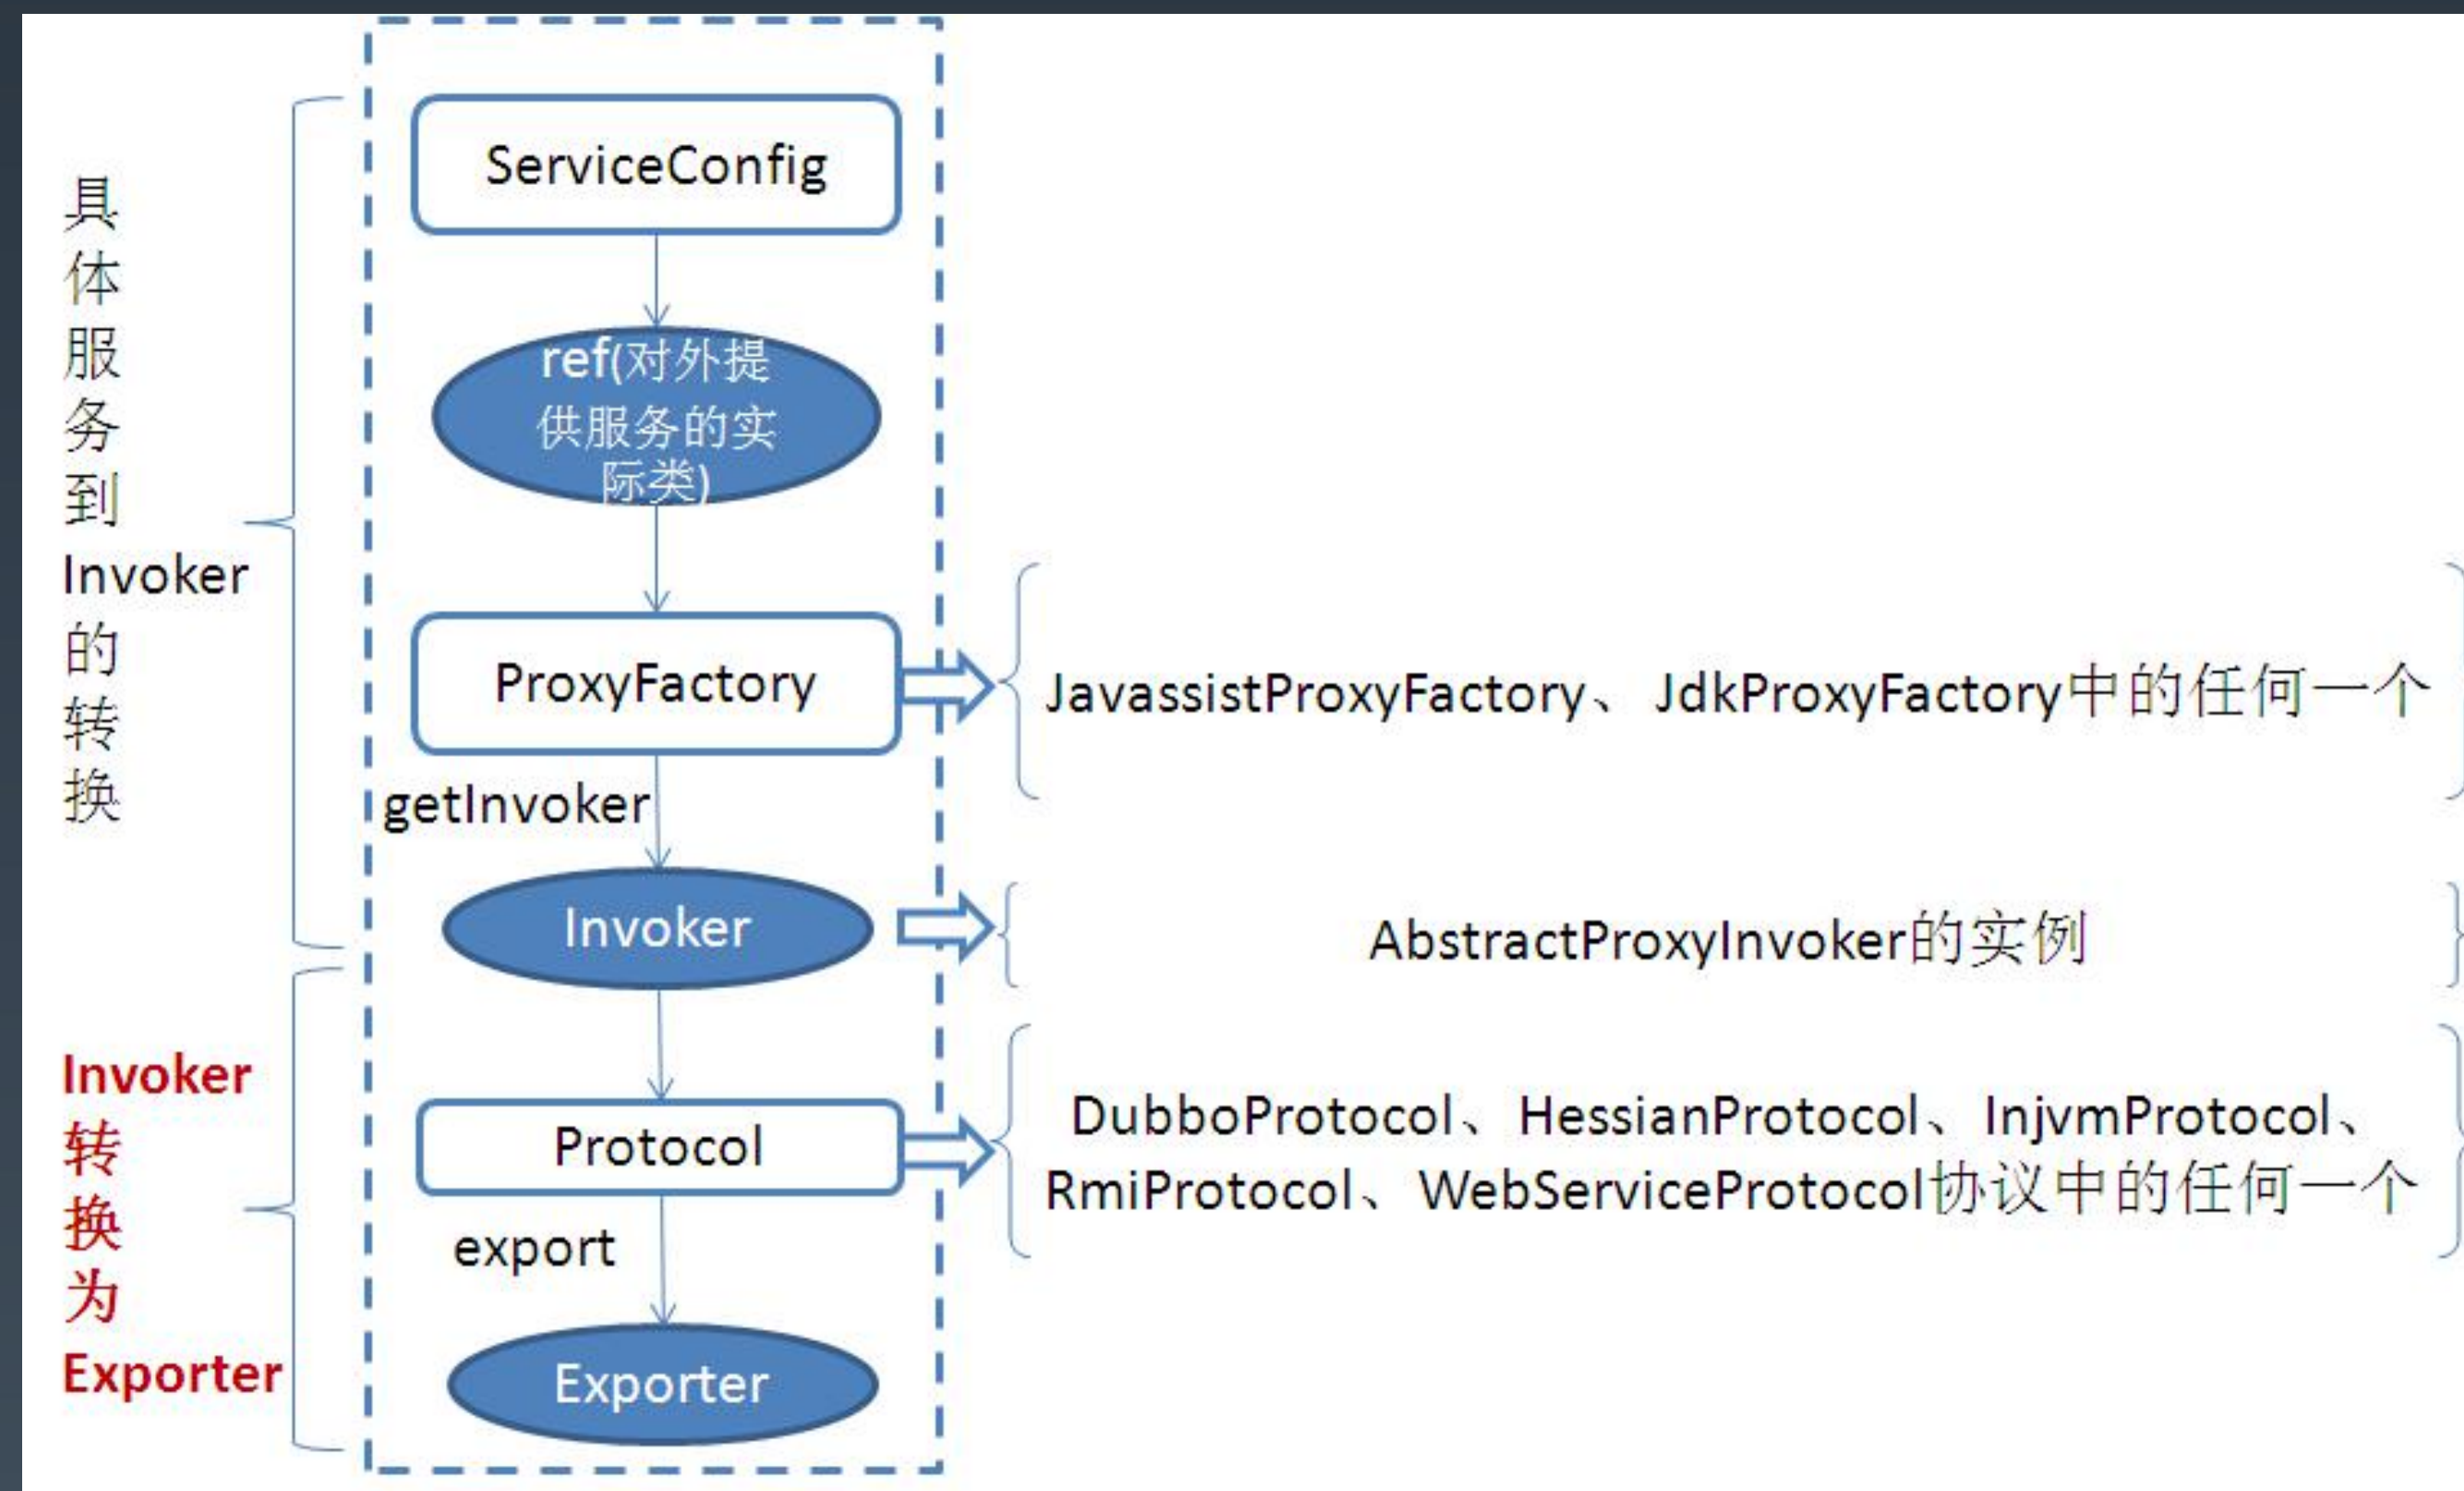 具
体
服
务
到
Invoker
的
转
换
ServiceConfig
ref(对外提
供服务的实
际类)
ProxyFactory
JavassistProxyFactory、JdkProxyFactory中的任何一个
getInvoker
Invoker
AbstractProxyInvoker的实例
Invoker
转
换
为
Exporter
Protocol
DubboProtocol、HessianProtocol、InjvmProtocol、
RmiProtocol、WebServiceProtocol协议中的任何一个
export
Exporter